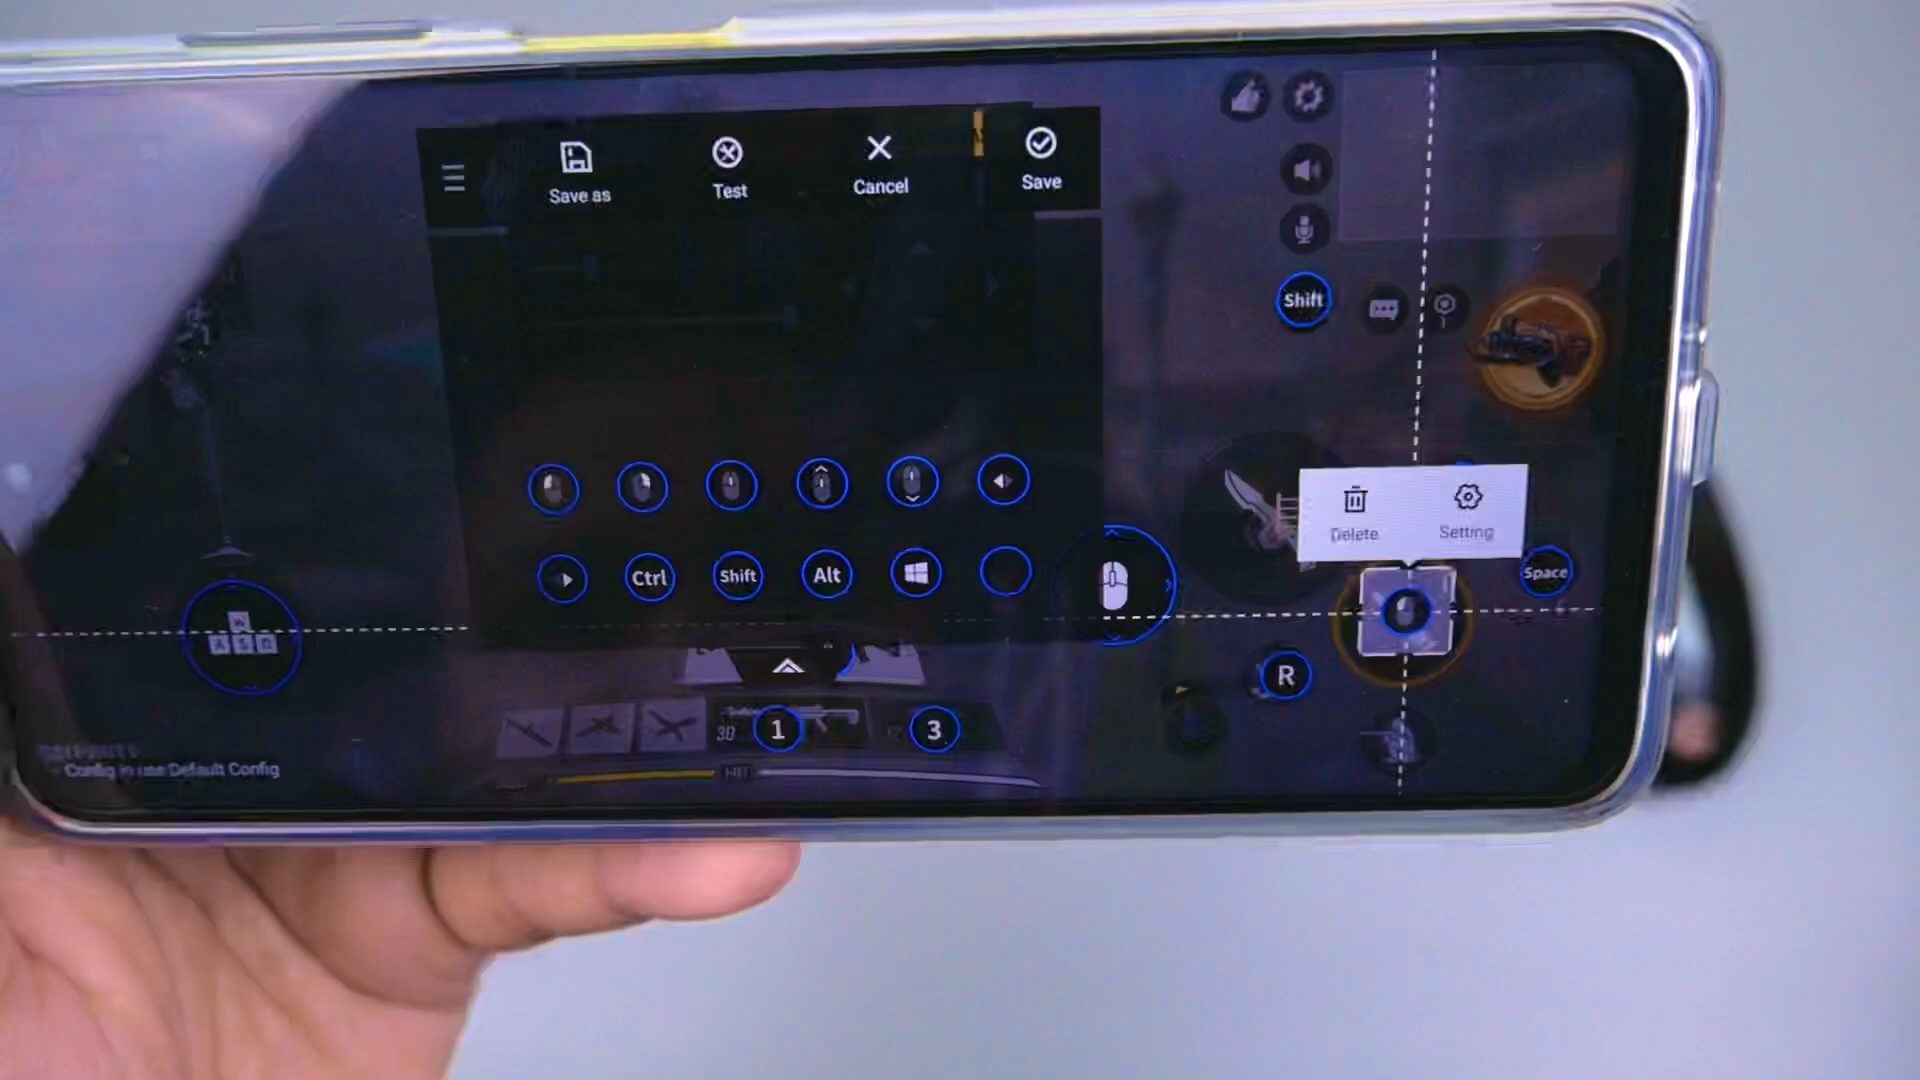 Save as
Test
Cancel
Save
Shift
Delete
Setting
Ctrl
Shift
Alt
Space
W
A S D
R
30
1
3
Config in use Default Config